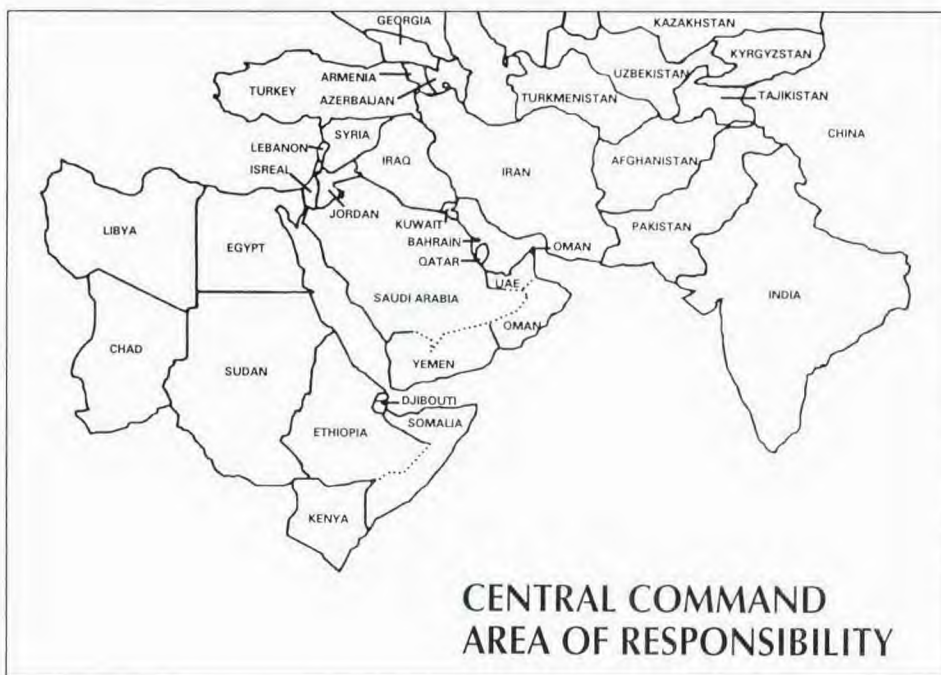 GEORGIA
KAZAKHSTAN
KYRGYZSTAN
UZBEKISTAN
ARMENIA
TURKEY
AZERBAIJAN
TURKMENISTAN
TAJIKISTAN
CHINA
SYRIA
LEBANON
ISREAL
IRAQ
IRAN
AFGHANISTAN
JORDAN
KUWAIT
PAKISTAN
LIBYA
EGYPT
BAHRAIN
OMAN
QATAR
UAE
SAUDI ARABIA
INDIA
OMAN
CHAD
SUDAN
YEMEN
DJIBOUTI
SOMALIA
ETHIOPIA
KENYA
CENTRAL COMMAND
AREA OF RESPONSIBILITY